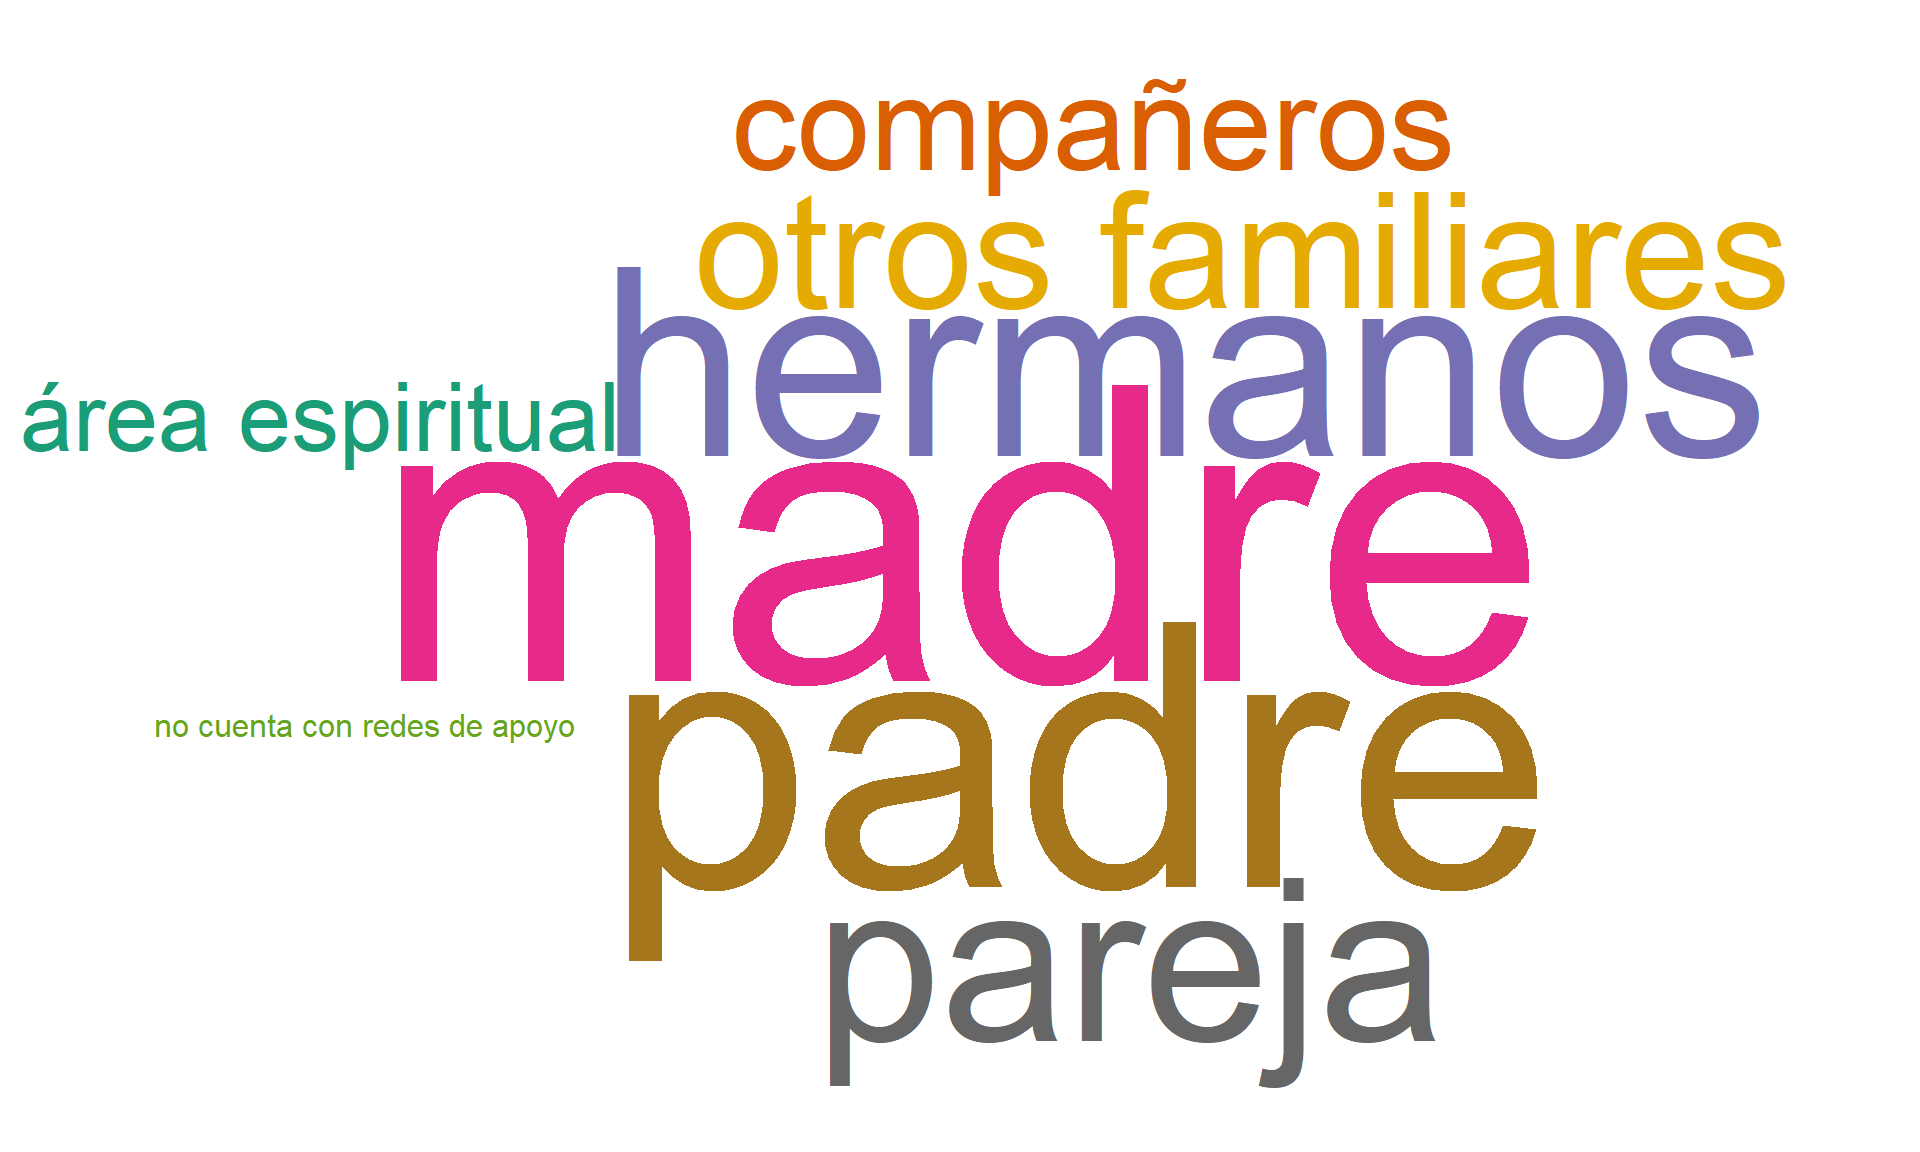 compañeros
otros familiares
hermanos
área espiritual
madre
no cuenta con redes de apoyo
padre
pareja